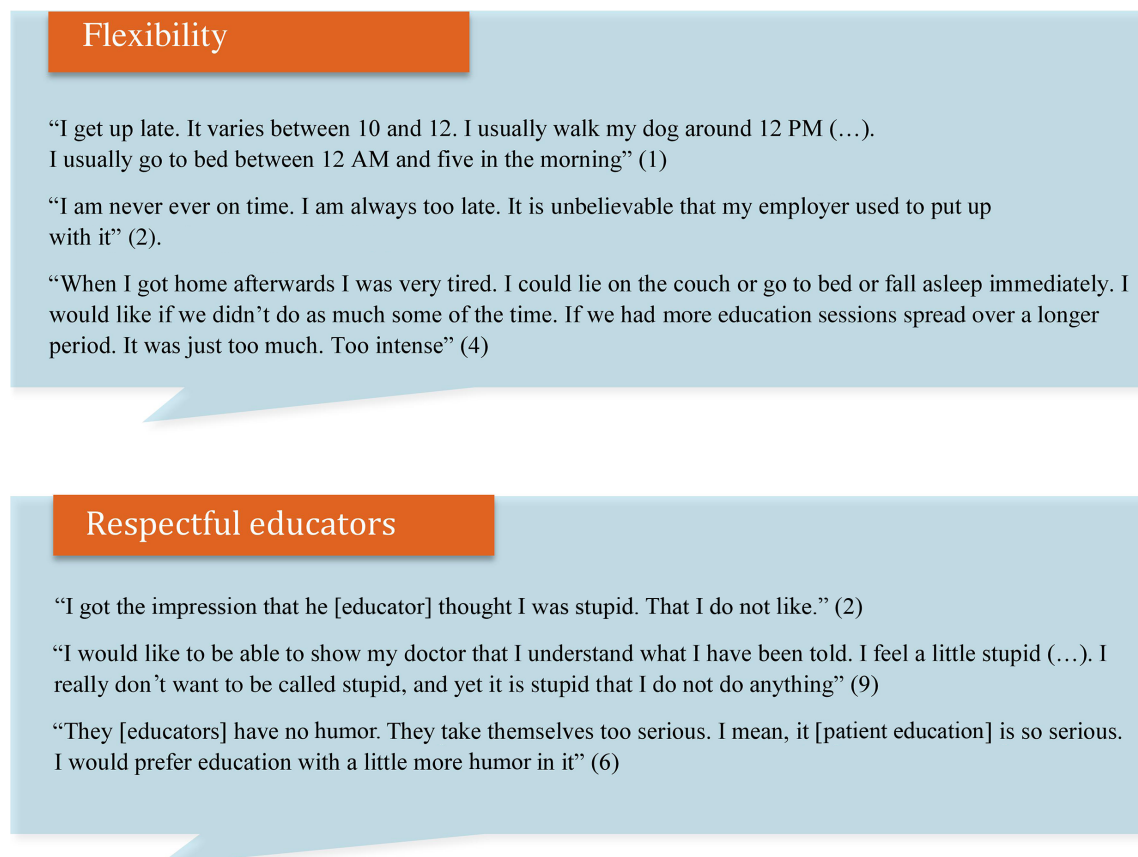 Flexibility
“I get up late. It varies between 10 and 12. I usually walk my dog around 12 PM (…).
I usually go to bed between 12 AM and five in the morning” (1)
“I am never ever on time. I am always too late. It is unbelievable that my employer used to put up
with it” (2).
“When I got home afterwards I was very tired. I could lie on the couch or go to bed or fall asleep immediately. I
would like if we didn’t do as much some of the time. If we had more education sessions spread over a longer
period. It was just too much. Too intense” (4)
Respectful educators
“I got the impression that he [educator] thought I was stupid. That I do not like.” (2)
“I would like to be able to show my doctor that I understand what I have been told. I feel a little stupid (…). I
really don’t want to be called stupid, and yet it is stupid that I do not do anything” (9)
“They [educators] have no humor. They take themselves too serious. I mean, it [patient education] is so serious.
I would prefer education with a little more humor in it” (6)